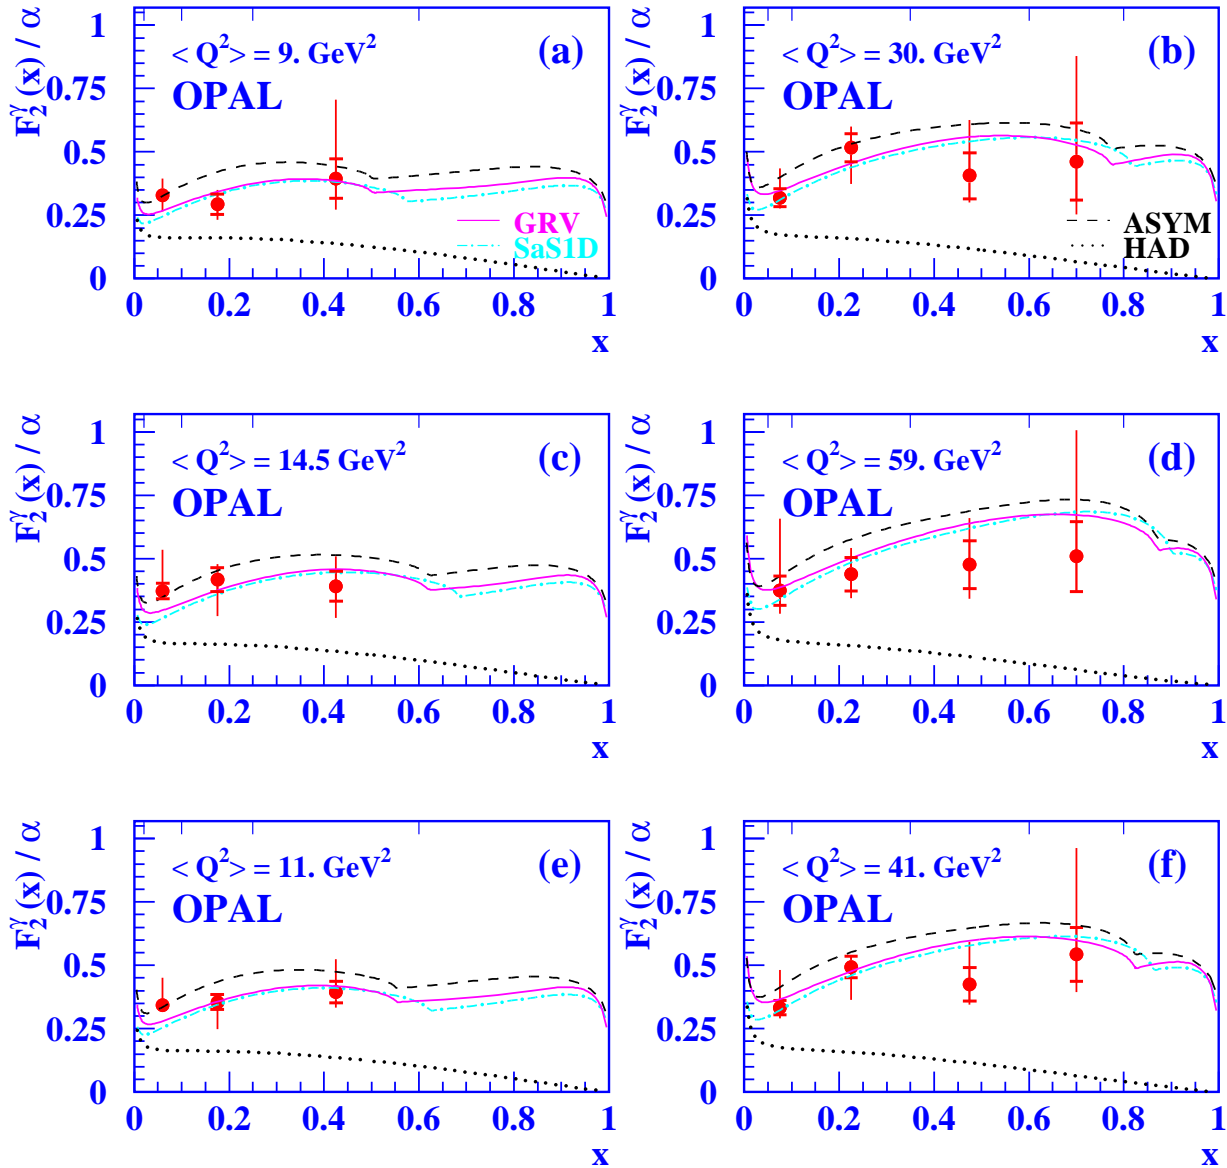 F₂^γ(x) / α
1
0.75
0.5
0.25
0
< Q² > = 9. GeV²
(a)
OPAL
GRV
SaS1D
0 0.2 0.4 0.6 0.8 1
x
F₂^γ(x) / α
1
0.75
0.5
0.25
0
< Q² > = 30. GeV²
(b)
OPAL
ASYM
HAD
0 0.2 0.4 0.6 0.8 1
x
F₂^γ(x) / α
1
0.75
0.5
0.25
0
< Q² > = 14.5 GeV²
(c)
OPAL
0 0.2 0.4 0.6 0.8 1
x
F₂^γ(x) / α
1
0.75
0.5
0.25
0
< Q² > = 59. GeV²
(d)
OPAL
0 0.2 0.4 0.6 0.8 1
x
F₂^γ(x) / α
1
0.75
0.5
0.25
0
< Q² > = 11. GeV²
(e)
OPAL
0 0.2 0.4 0.6 0.8 1
x
F₂^γ(x) / α
1
0.75
0.5
0.25
0
< Q² > = 41. GeV²
(f)
OPAL
0 0.2 0.4 0.6 0.8 1
x